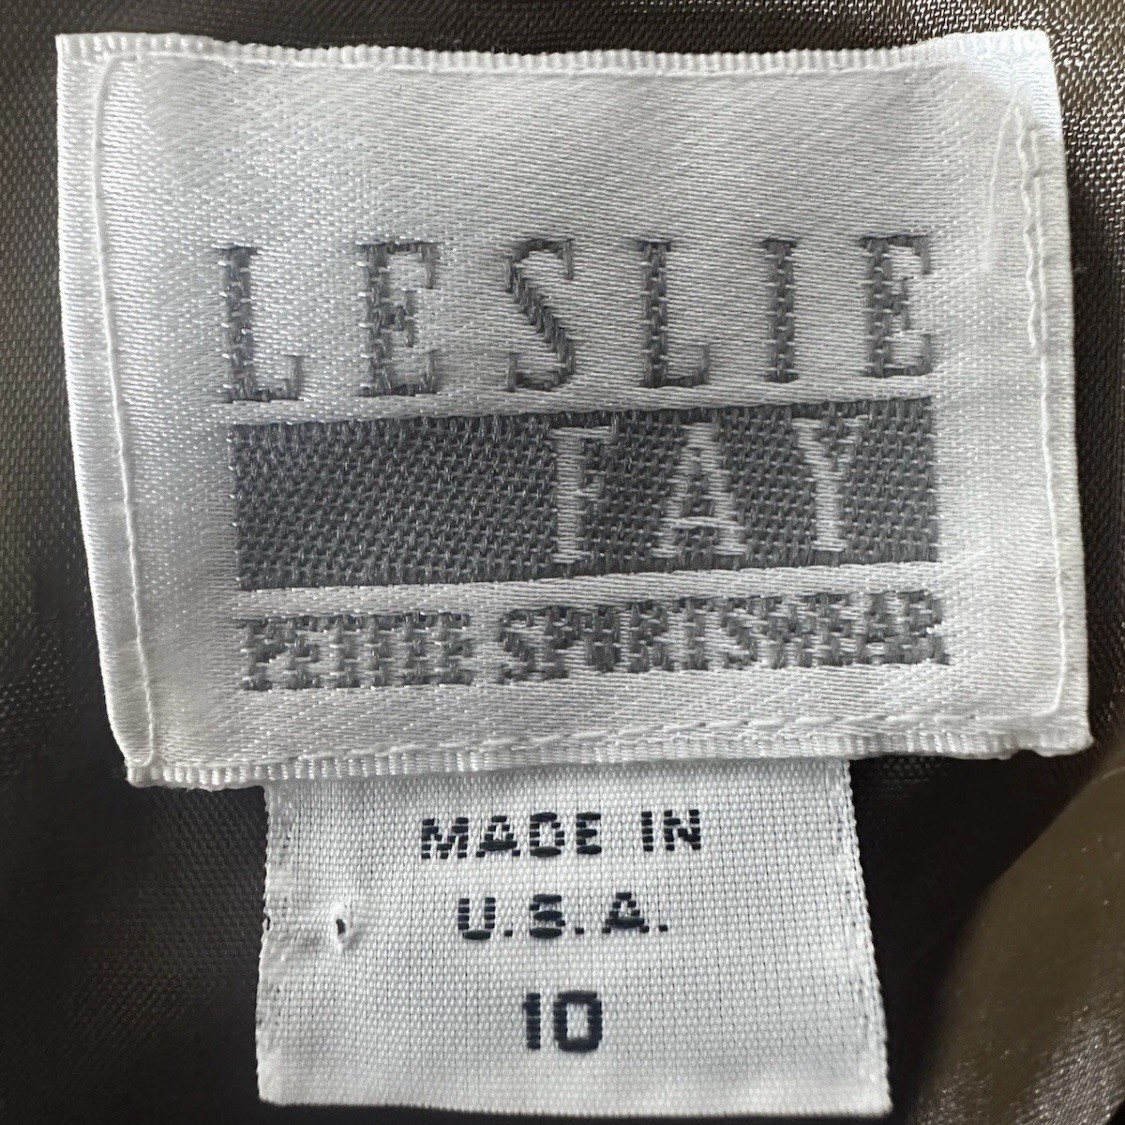 LESLIE
FAY
PETITE SPORTSWEAR
MADE IN
U.S.A.
10